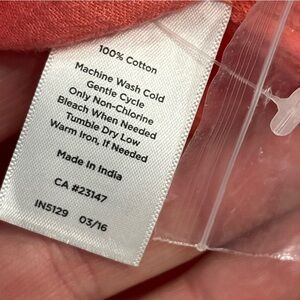 100% Cotton
Machine Wash Cold
Gentle Cycle
Only Non-Chlorine
Bleach When Needed
Tumble Dry Low
Warm Iron, If Needed
Made In India
CA #23147
IN5129 03/16